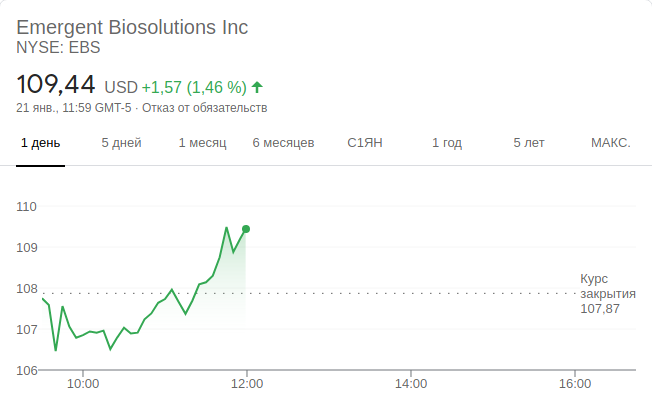 Emergent Biosolutions Inc
NYSE: EBS
109,44 USD +1,57 (1,46 %)
21 янв., 11:59 GMT-5 · Отказ от обязательств
1 день 5 дней 1 месяц 6 месяцев С1ЯН 1 год 5 лет МАКС.
110
109
108
107
106
Курс
закрытия
107,87
10:00 12:00 14:00 16:00